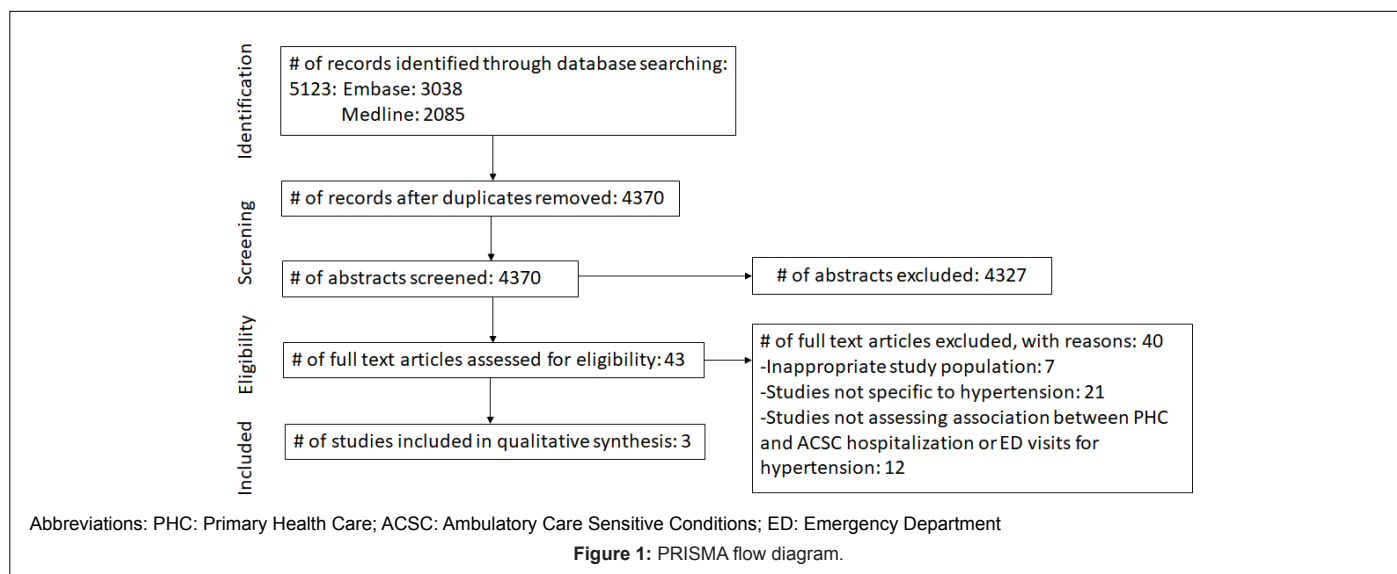 Identification
# of records identified through database searching:
5123: Embase: 3038
Medline: 2085
Screening
# of records after duplicates removed: 4370
# of abstracts screened: 4370
# of abstracts excluded: 4327
Eligibility
# of full text articles assessed for eligibility: 43
# of full text articles excluded, with reasons: 40
-Inappropriate study population: 7
-Studies not specific to hypertension: 21
-Studies not assessing association between PHC
and ACSC hospitalization or ED visits for
hypertension: 12
Included
# of studies included in qualitative synthesis: 3
Abbreviations: PHC: Primary Health Care; ACSC: Ambulatory Care Sensitive Conditions; ED: Emergency Department
Figure 1: PRISMA flow diagram.